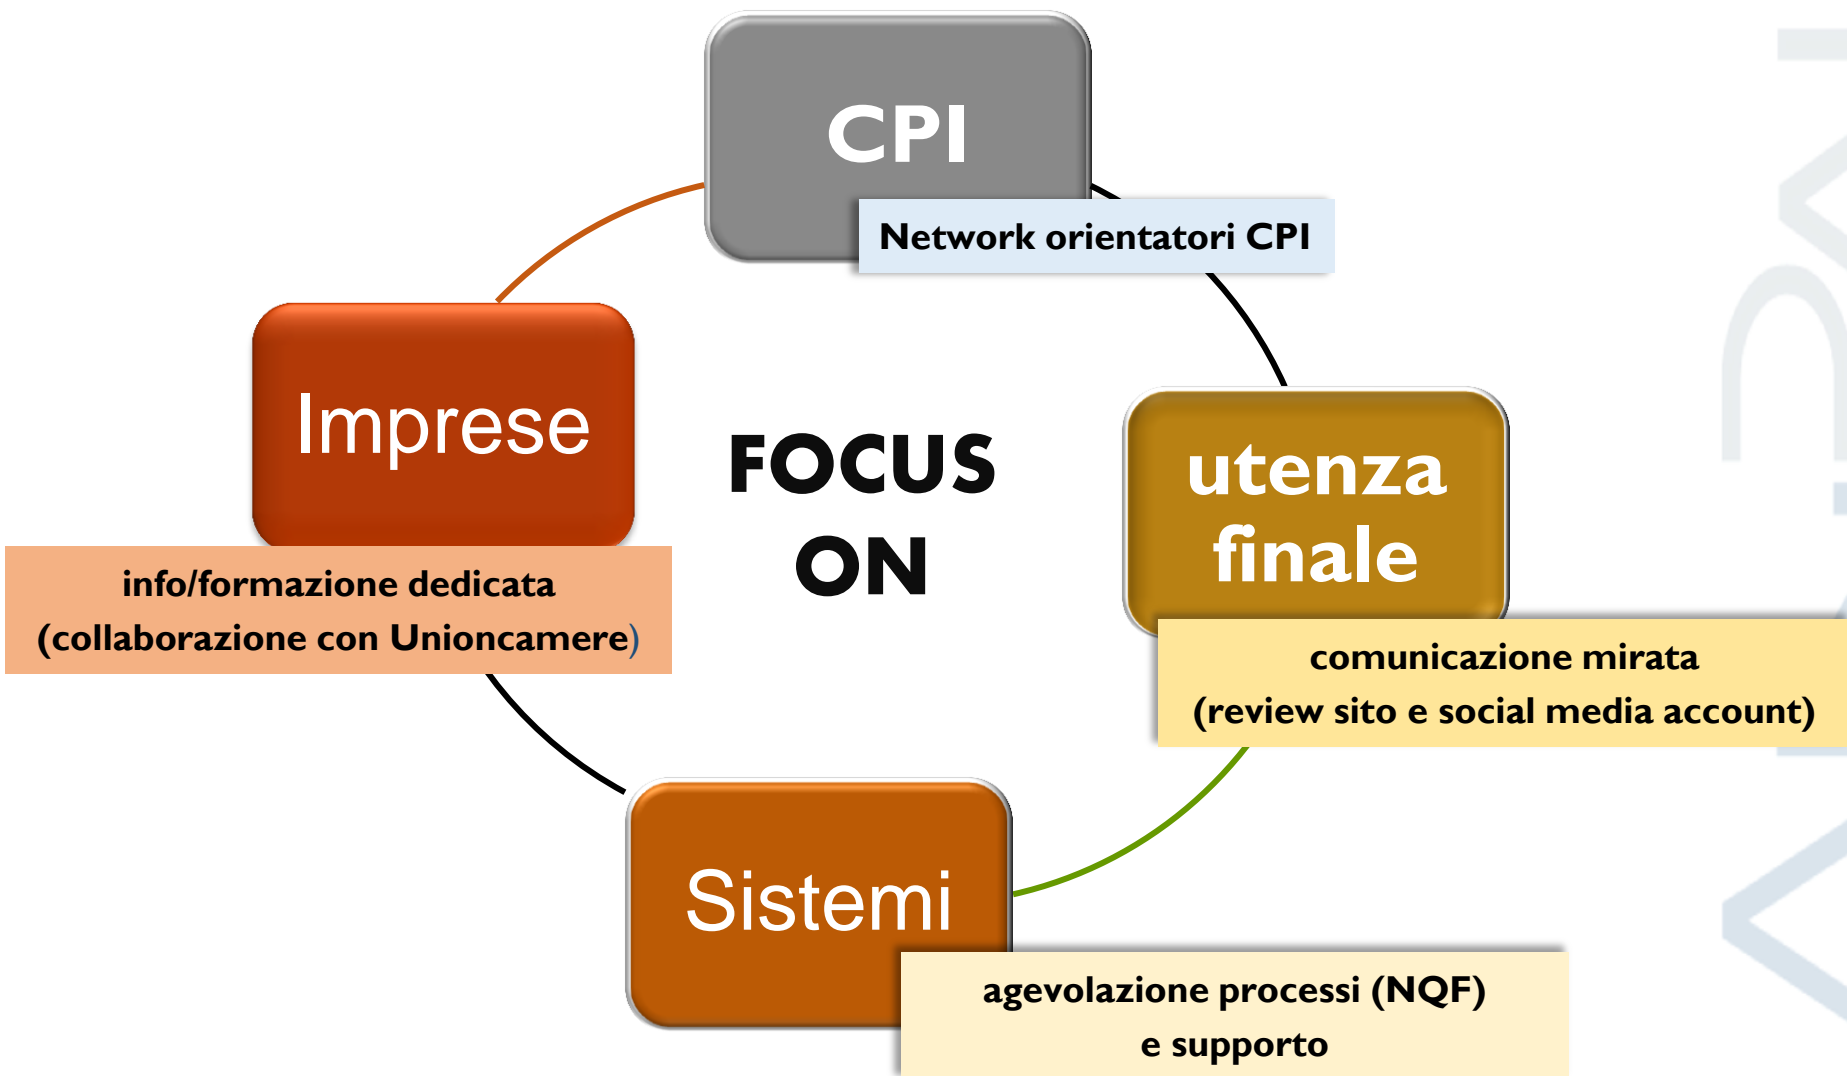 CPI
Network orientatori CPI
Imprese
info/formazione dedicata
(collaborazione con Unioncamere)
FOCUS
ON
utenza
finale
comunicazione mirata
(review sito e social media account)
Sistemi
agevolazione processi (NQF)
e supporto